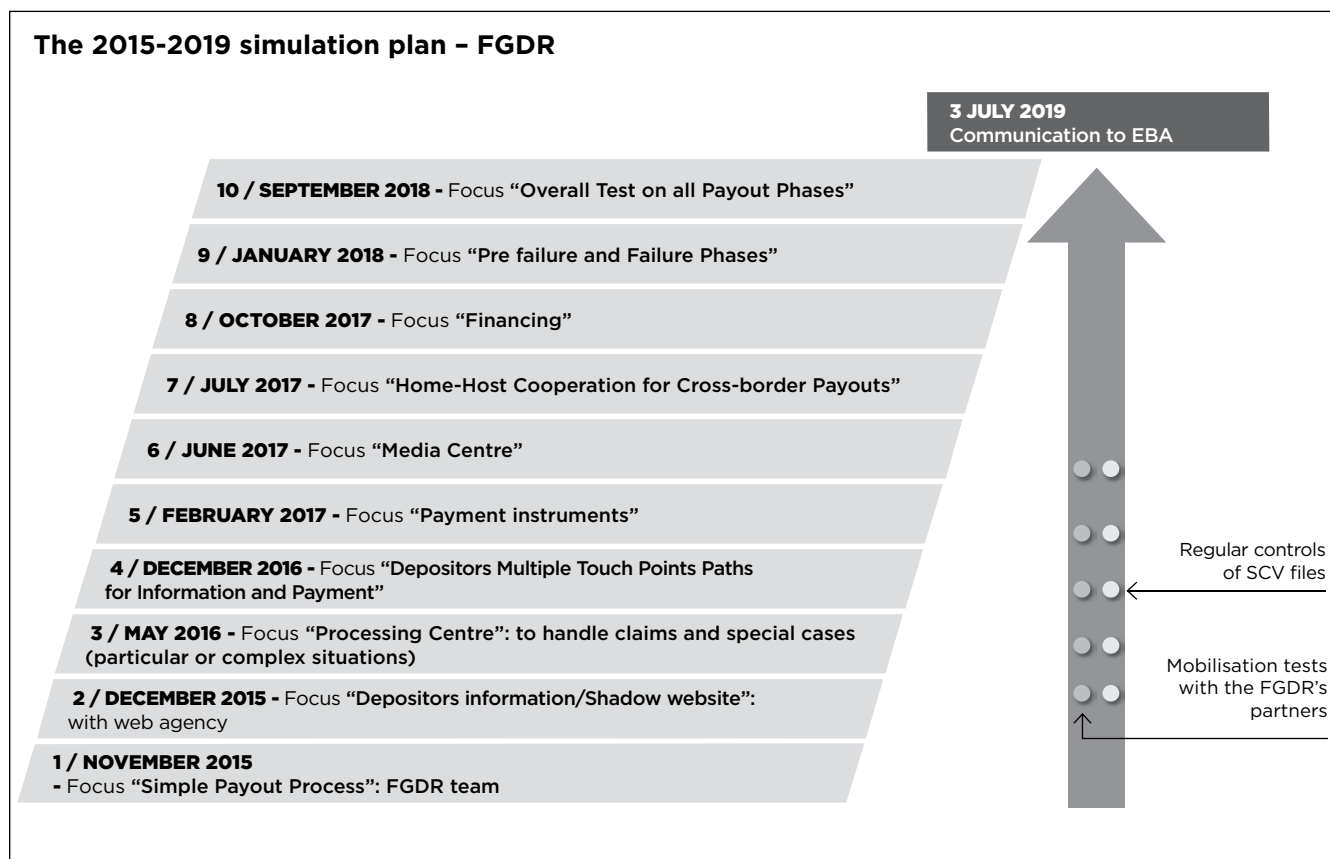 The 2015-2019 simulation plan – FGDR
3 JULY 2019
Communication to EBA
10 / SEPTEMBER 2018 - Focus “Overall Test on all Payout Phases”
9 / JANUARY 2018 - Focus “Pre failure and Failure Phases”
8 / OCTOBER 2017 - Focus “Financing”
7 / JULY 2017 - Focus “Home-Host Cooperation for Cross-border Payouts”
6 / JUNE 2017 - Focus “Media Centre”
5 / FEBRUARY 2017 - Focus “Payment instruments”
4 / DECEMBER 2016 - Focus “Depositors Multiple Touch Points Paths
for Information and Payment”
3 / MAY 2016 - Focus “Processing Centre”: to handle claims and special cases
(particular or complex situations)
2 / DECEMBER 2015 - Focus “Depositors information/Shadow website”:
with web agency
1 / NOVEMBER 2015
- Focus “Simple Payout Process”: FGDR team
Regular controls
of SCV files
Mobilisation tests
with the FGDR’s
partners